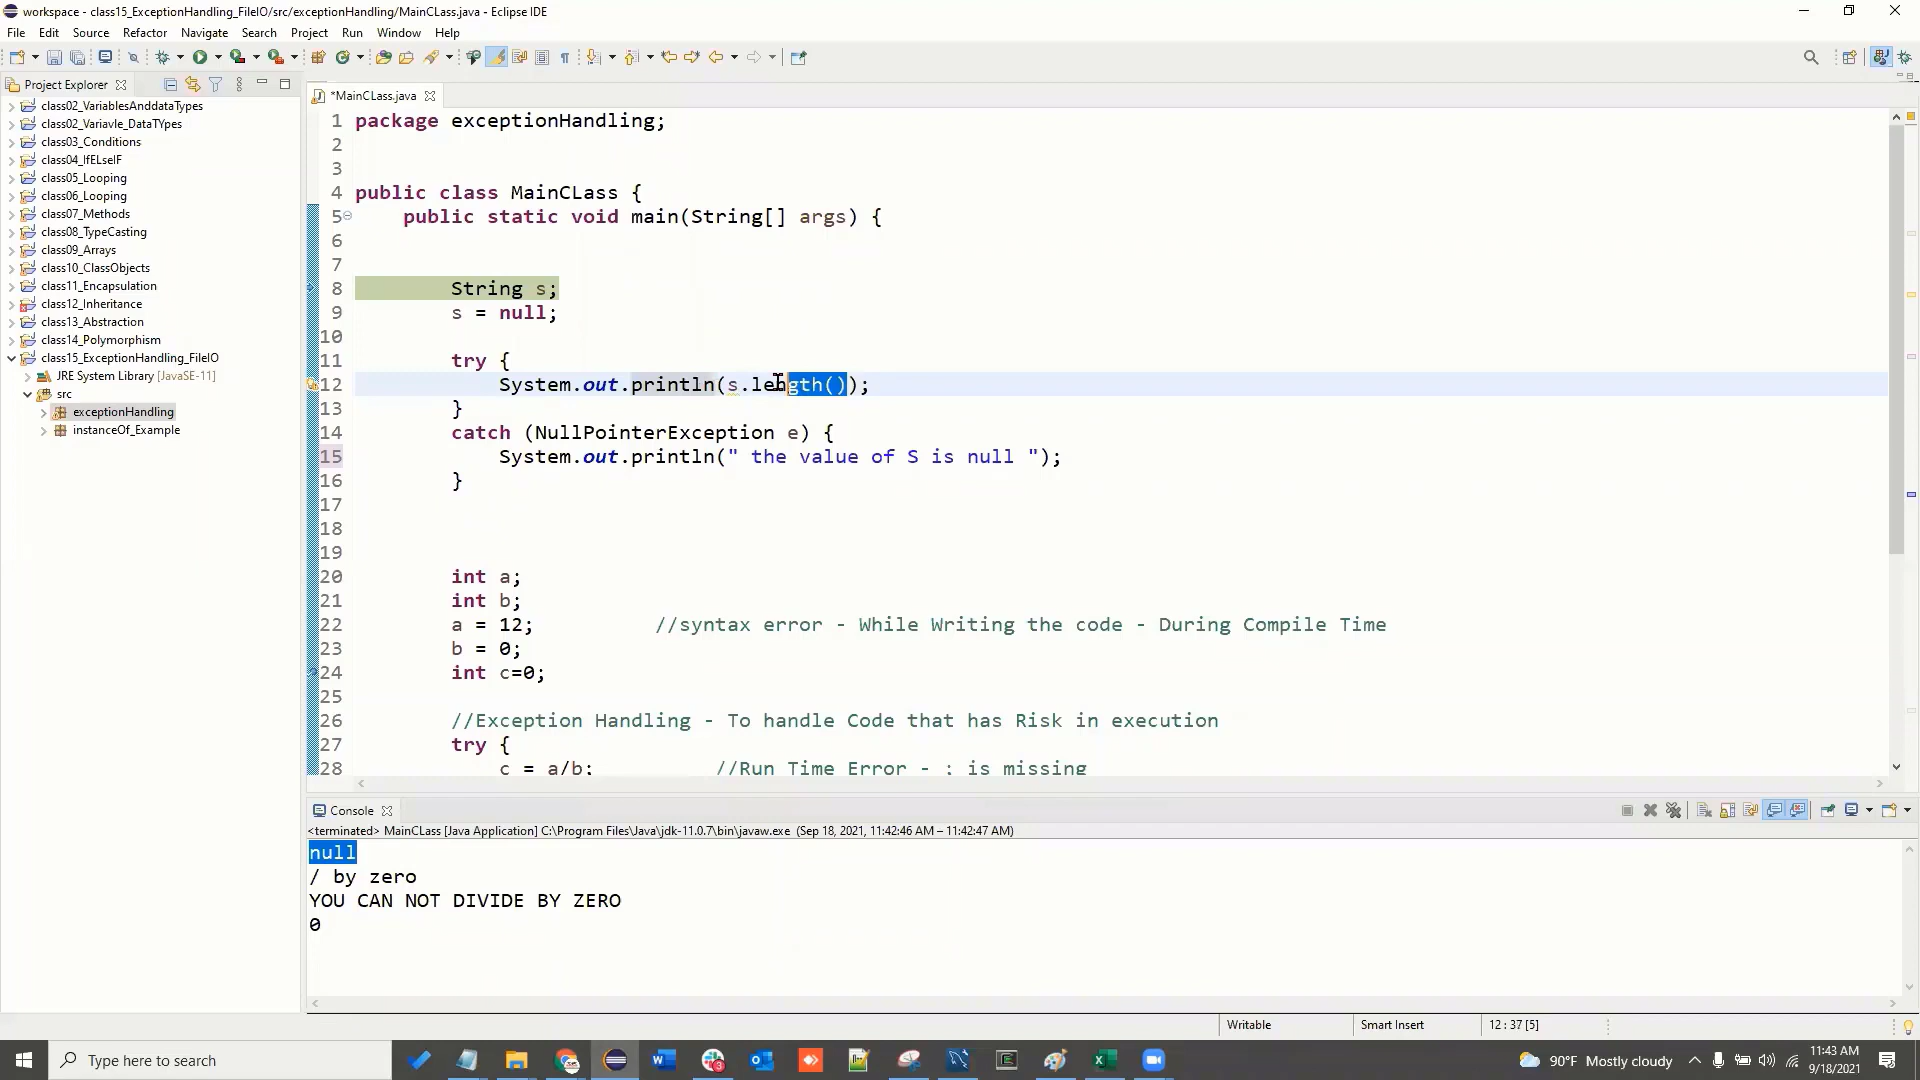 workspace - class15_ExceptionHandling_FileIO/src/exceptionHandling/MainCLass.java - Eclipse IDE
File Edit Source Refactor Navigate Search Project Run Window Help
Project Explorer
class02_VariablesAnddataTypes
class02_Variavle_DataTYpes
class03_Conditions
class04_IfELseIF
class05_Looping
class06_Looping
class07_Methods
class08_TypeCasting
class09_Arrays
class10_ClassObjects
class11_Encapsulation
class12_Inheritance
class13_Abstraction
class14_Polymorphism
class15_ExceptionHandling_FileIO
JRE System Library [JavaSE-11]
src
exceptionHandling
instanceOf_Example
*MainCLass.java
1 package exceptionHandling;
2
3
4 public class MainCLass {
5 public static void main(String[] args) {
6
7
8 String s;
9 s = null;
10
11 try {
12 System.out.println(s.length());
13 }
14 catch (NullPointerException e) {
15 System.out.println(" the value of S is null ");
16 }
17
18
19
20 int a;
21 int b;
22 a = 12; //syntax error - While Writing the code - During Compile Time
23 b = 0;
24 int c=0;
25
26 //Exception Handling - To handle Code that has Risk in execution
27 try {
28 c = a/b; //Run Time Error - ; is missing
Console
<terminated> MainCLass [Java Application] C:\Program Files\Java\jdk-11.0.7\bin\javaw.exe (Sep 18, 2021, 11:42:46 AM – 11:42:47 AM)
null
/ by zero
YOU CAN NOT DIVIDE BY ZERO
0
Writable Smart Insert 12 : 37 [5]
Type here to search
90°F Mostly cloudy
11:43 AM
9/18/2021